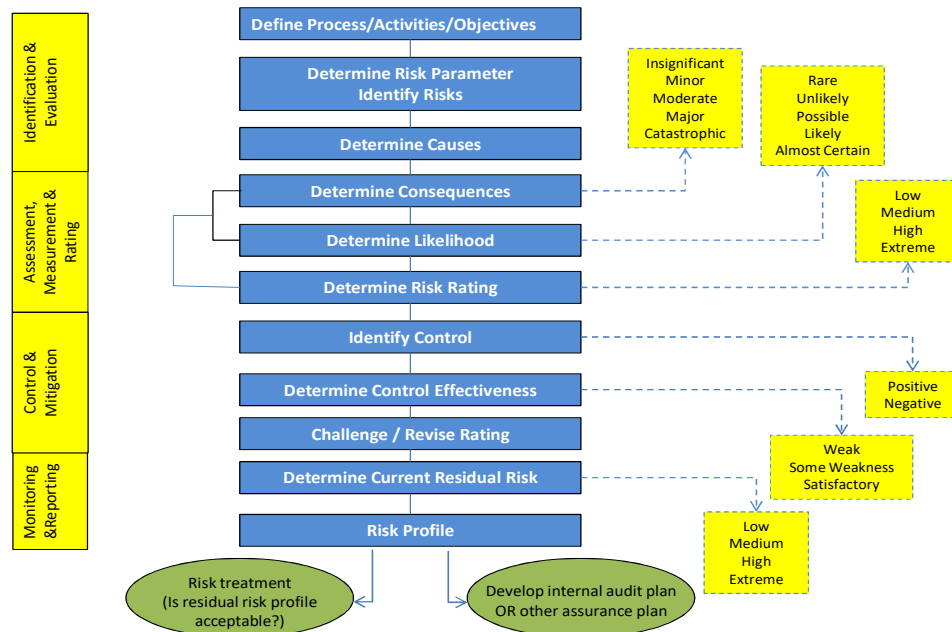 Identification &
Evaluation
Assessment,
Measurement &
Rating
Control &
Mitigation
Monitoring
&Reporting
Define Process/Activities/Objectives
Determine Risk Parameter
Identify Risks
Determine Causes
Determine Consequences
Determine Likelihood
Determine Risk Rating
Identify Control
Determine Control Effectiveness
Challenge / Revise Rating
Determine Current Residual Risk
Risk Profile
Insignificant
Minor
Moderate
Major
Catastrophic
Rare
Unlikely
Possible
Likely
Almost Certain
Low
Medium
High
Extreme
Positive
Negative
Weak
Some Weakness
Satisfactory
Low
Medium
High
Extreme
Risk treatment
(Is residual risk profile
acceptable?)
Develop internal audit plan
OR other assurance plan